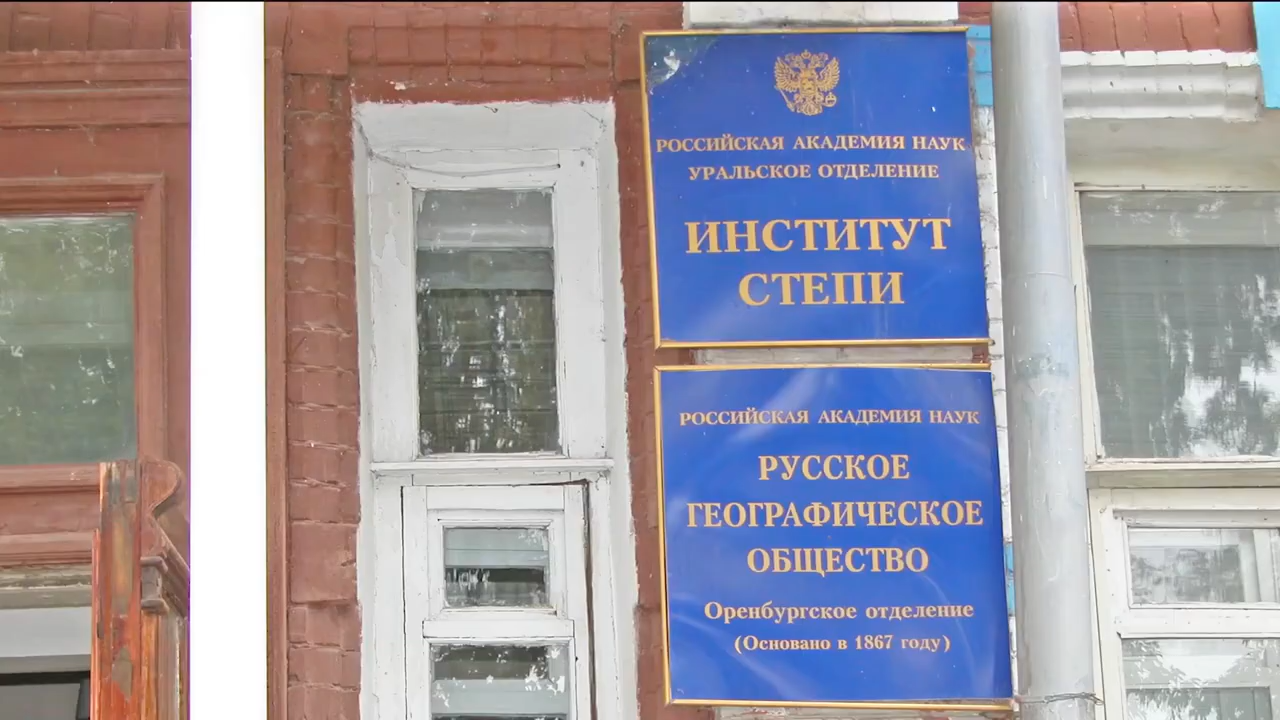 РОССИЙСКАЯ АКАДЕМИЯ НАУК
УРАЛЬСКОЕ ОТДЕЛЕНИЕ
ИНСТИТУТ
СТЕПИ
РОССИЙСКАЯ АКАДЕМИЯ НАУК
РУССКОЕ
ГЕОГРАФИЧЕСКОЕ
ОБЩЕСТВО
Оренбургское отделение
(Основано в 1867 году)